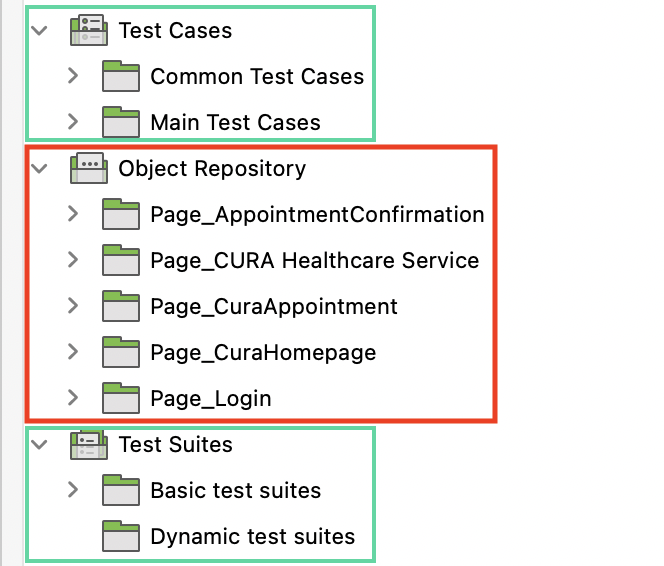 Test Cases
Common Test Cases
Main Test Cases
Object Repository
Page_AppointmentConfirmation
Page_CURA Healthcare Service
Page_CuraAppointment
Page_CuraHomepage
Page_Login
Test Suites
Basic test suites
Dynamic test suites